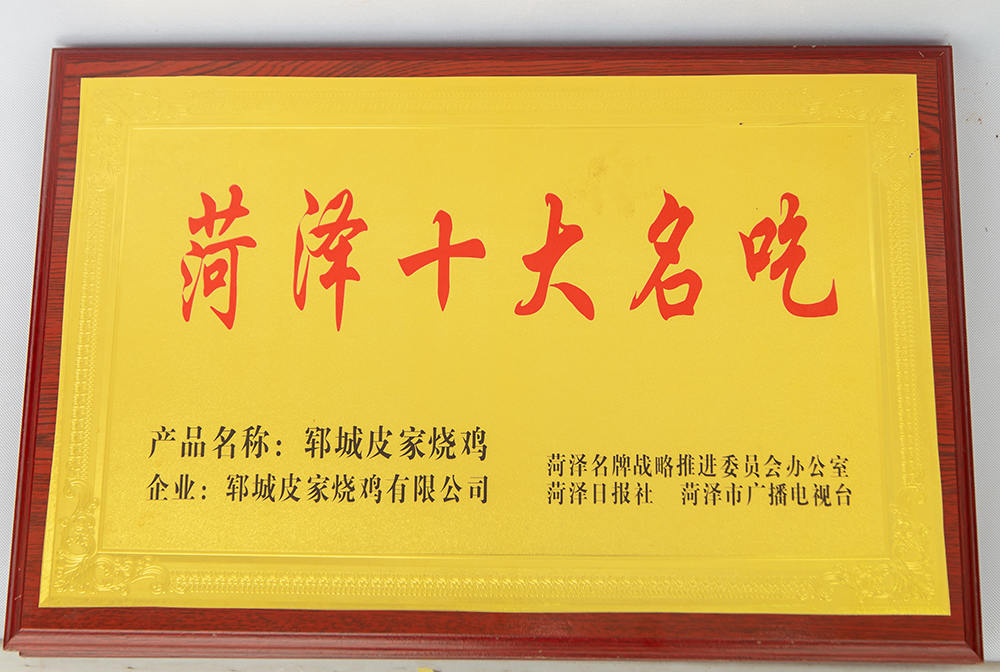 菏泽十大名吃
产品名称：郓城皮家烧鸡
企业：郓城皮家烧鸡有限公司
菏泽名牌战略推进委员会办公室
菏泽日报社　菏泽市广播电视台